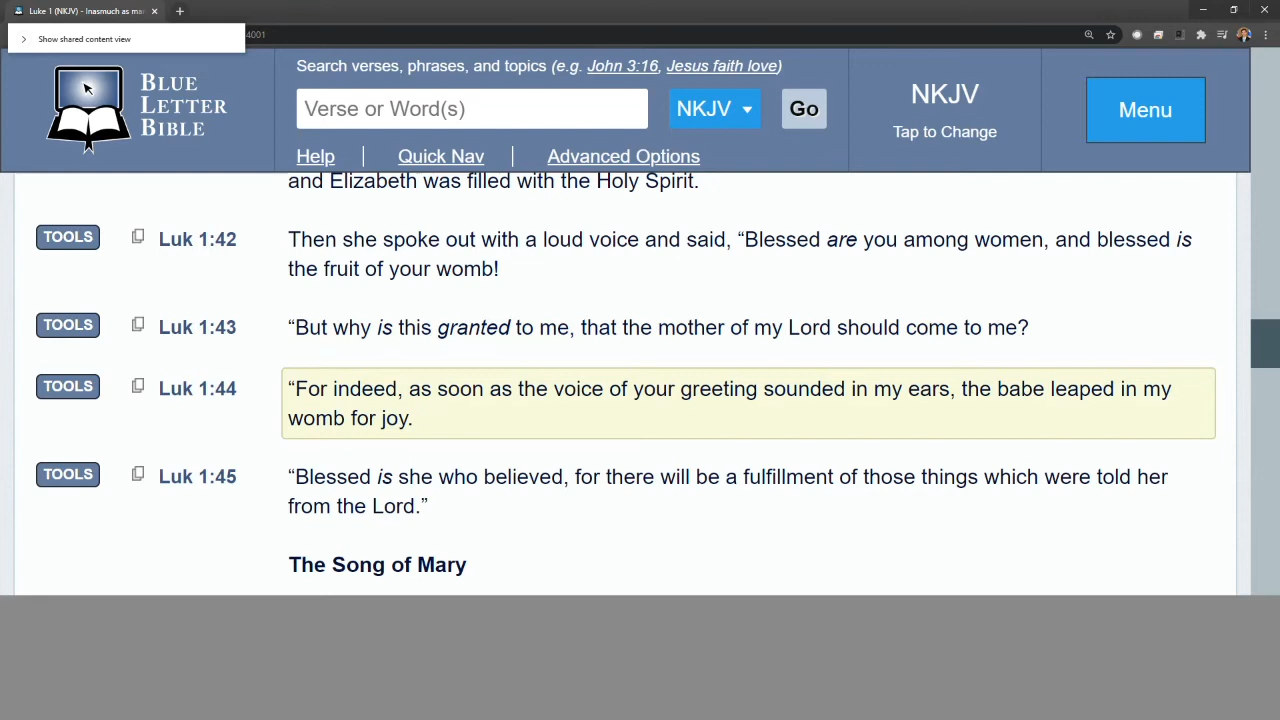 Luke 1 (NKJV) - Inasmuch as mar
Show shared content view
4001
BLUE
LETTER
BIBLE
Search verses, phrases, and topics (e.g. John 3:16, Jesus faith love)
Verse or Word(s)
NKJV
Go
Help
Quick Nav
Advanced Options
NKJV
Tap to Change
Menu
and Elizabeth was filled with the Holy Spirit.
TOOLS Luk 1:42 Then she spoke out with a loud voice and said, “Blessed are you among women, and blessed is
the fruit of your womb!
TOOLS Luk 1:43 “But why is this granted to me, that the mother of my Lord should come to me?
TOOLS Luk 1:44 “For indeed, as soon as the voice of your greeting sounded in my ears, the babe leaped in my
womb for joy.
TOOLS Luk 1:45 “Blessed is she who believed, for there will be a fulfillment of those things which were told her
from the Lord.”
The Song of Mary